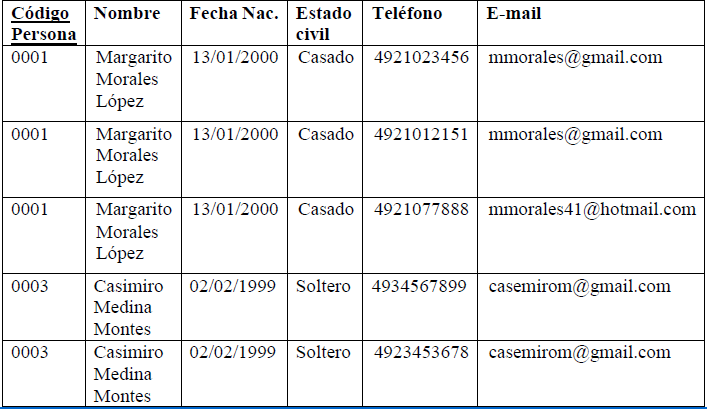 Código Nombre Fecha Nac. Estado Teléfono E-mail
Persona civil
0001 Margarito 13/01/2000 Casado 4921023456 mmorales@gmail.com
Morales
López
0001 Margarito 13/01/2000 Casado 4921012151 mmorales@gmail.com
Morales
López
0001 Margarito 13/01/2000 Casado 4921077888 mmorales41@hotmail.com
Morales
López
0003 Casimiro 02/02/1999 Soltero 4934567899 casemirom@gmail.com
Medina
Montes
0003 Casimiro 02/02/1999 Soltero 4923453678 casemirom@gmail.com
Medina
Montes